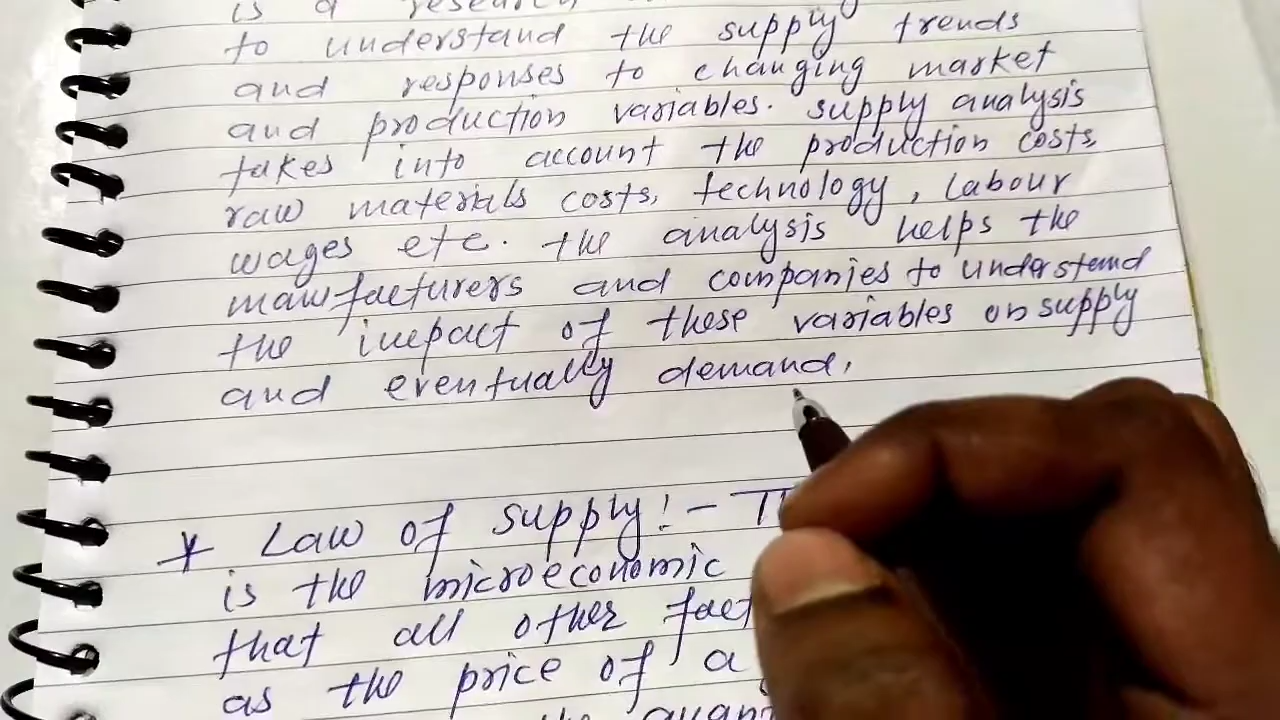 is a research
to understand the supply trends
and responses to changing market
and production variables. supply analysis
takes into account the production costs,
raw materials costs, technology, labour
wages etc. the analysis helps the
manufacturers and companies to understand
the impact of these variables on supply
and eventually demand.
* Law of supply:-
is the microeconomic
that all other
as the price of a
the